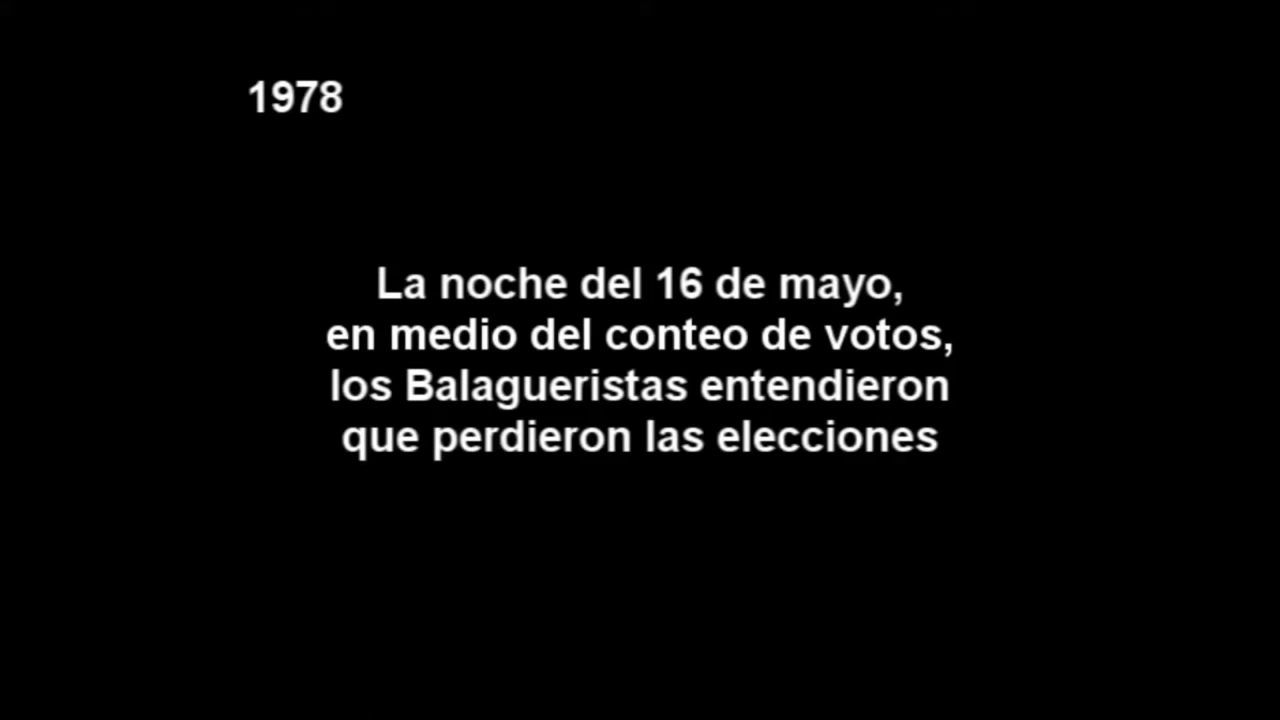 1978
La noche del 16 de mayo,
en medio del conteo de votos,
los Balagueristas entendieron
que perdieron las elecciones